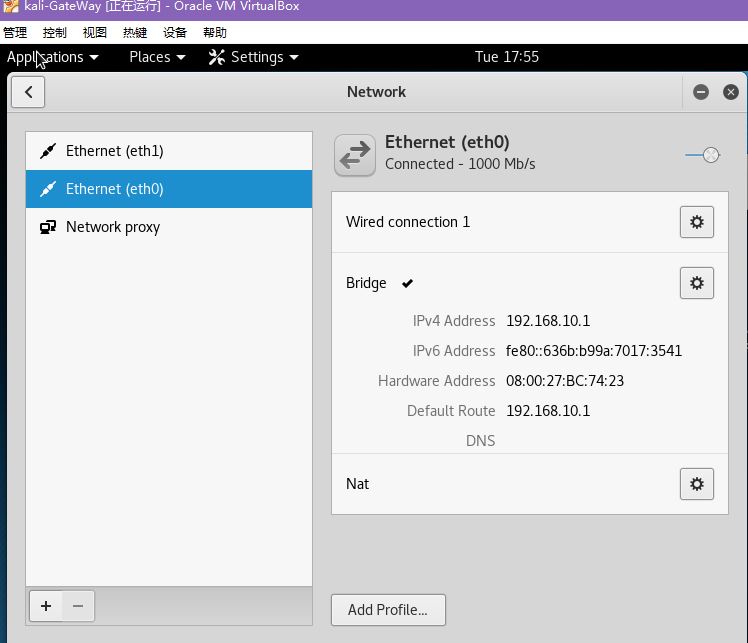 kali-GateWay [正在运行] - Oracle VM VirtualBox
管理 控制 视图 热键 设备 帮助
Applications Places Settings Tue 17:55
Network
Ethernet (eth1)
Ethernet (eth0)
Network proxy
Ethernet (eth0)
Connected - 1000 Mb/s
Wired connection 1
Bridge
IPv4 Address 192.168.10.1
IPv6 Address fe80::636b:b99a:7017:3541
Hardware Address 08:00:27:BC:74:23
Default Route 192.168.10.1
DNS
Nat
Add Profile...